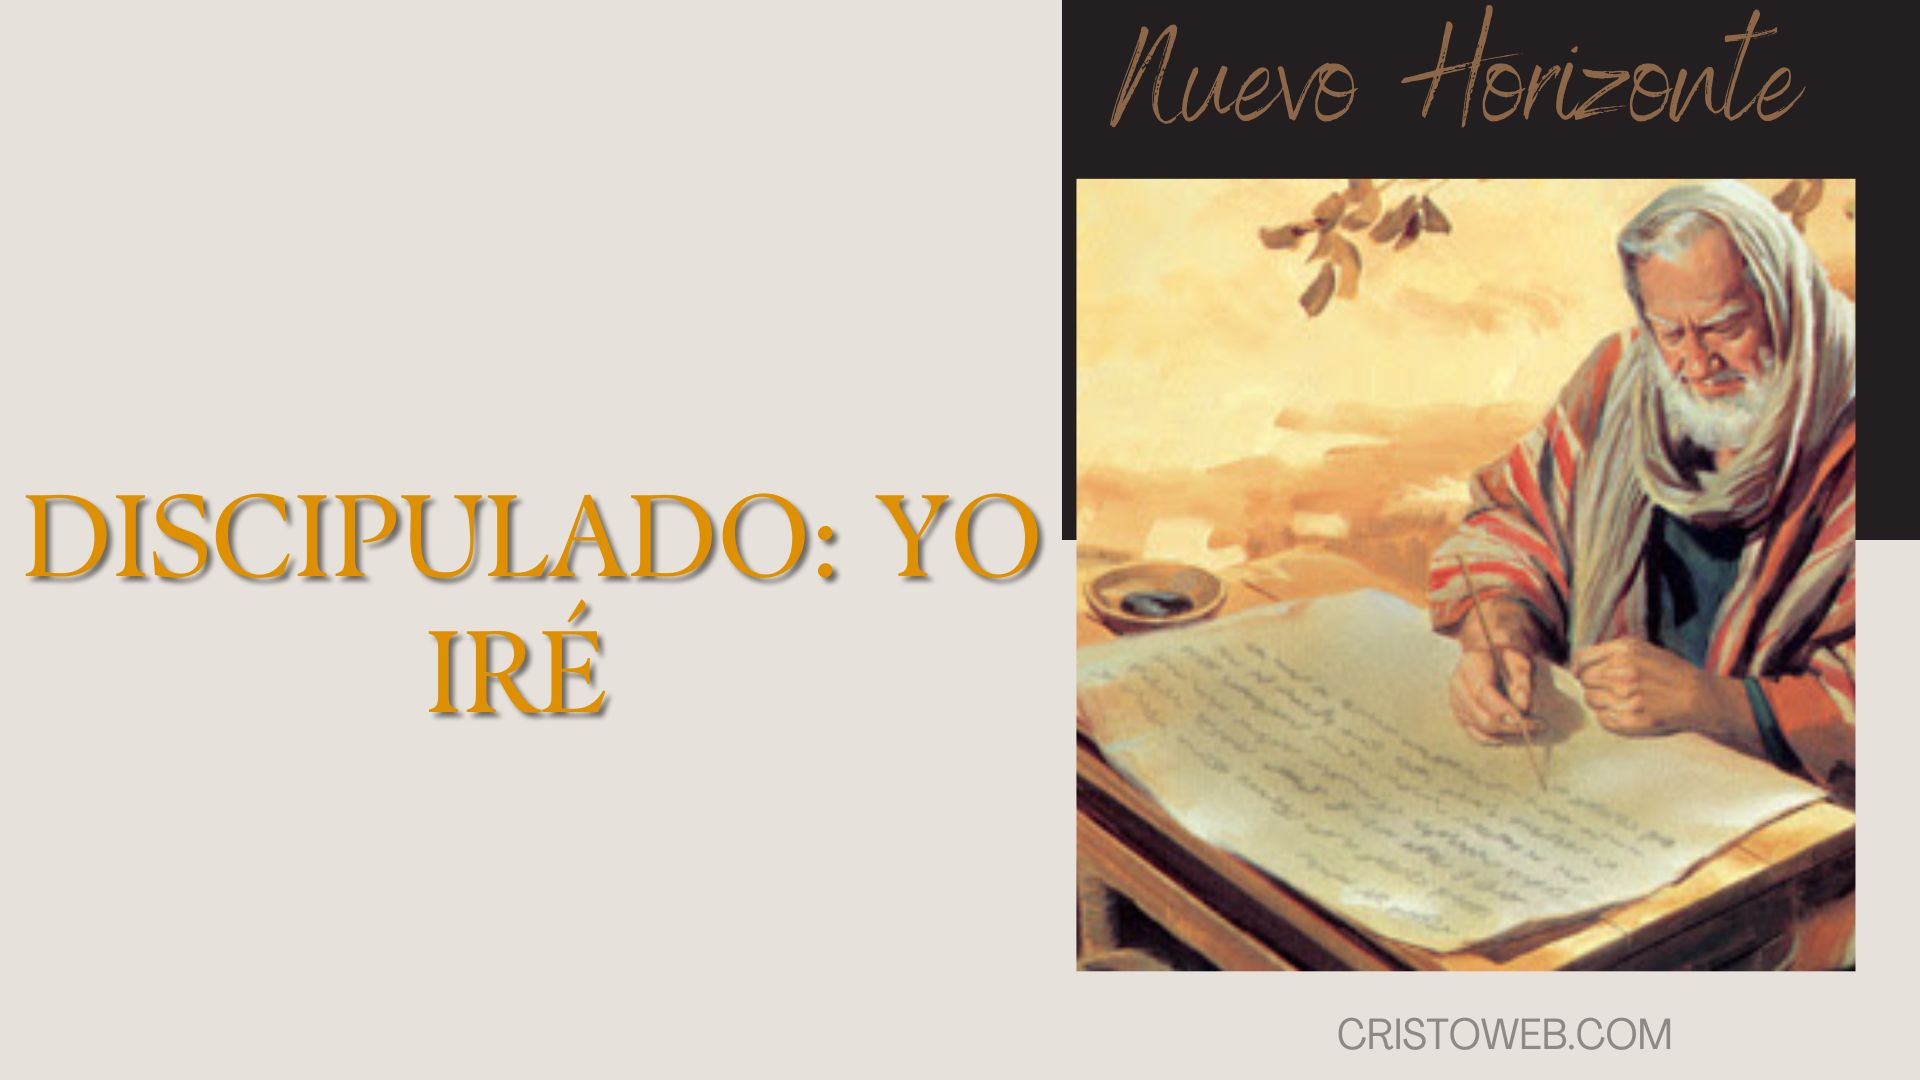 Nuevo Horizonte
DISCIPULADO: YO
IRÉ
CRISTOWEB.COM